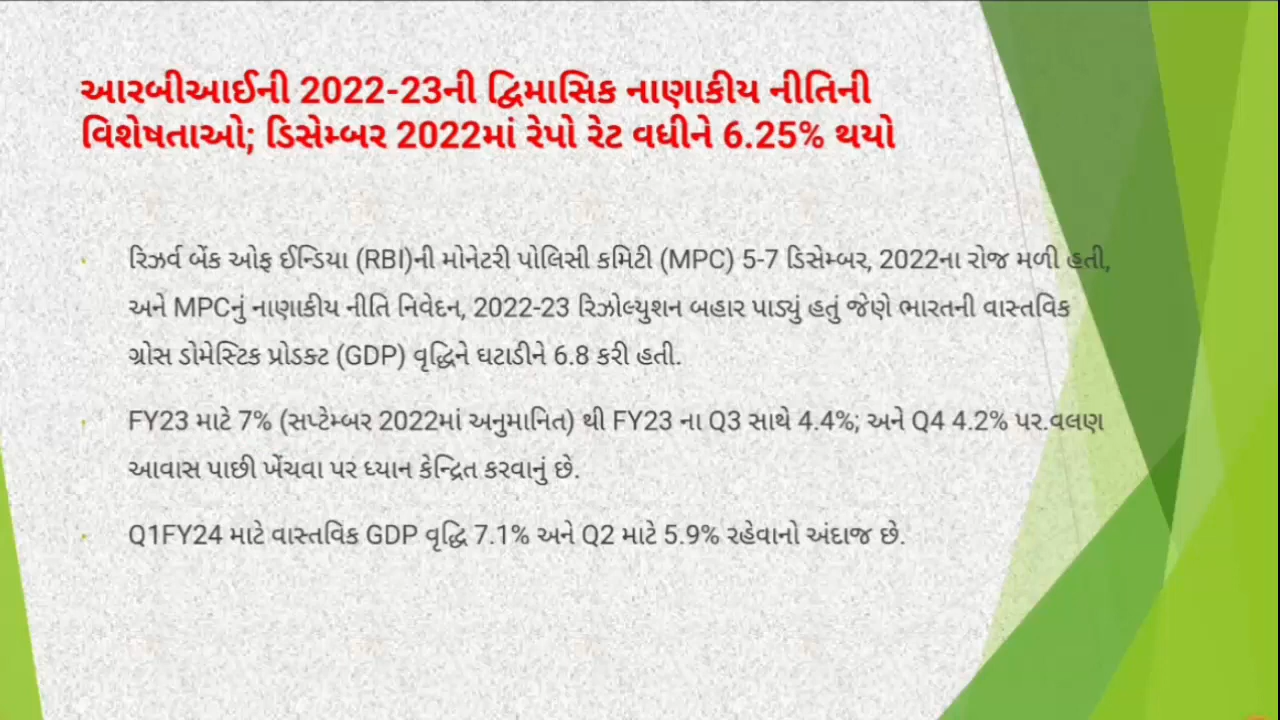 આરબીઆઈની 2022-23ની દ્વિમાસિક નાણાકીય નીતિની
વિશેષતાઓ; ડિસેમ્બર 2022માં રેપો રેટ વધીને 6.25% થયો
રિઝર્વ બેંક ઓફ ઈન્ડિયા (RBI)ની મોનેટરી પોલિસી કમિટી (MPC) 5-7 ડિસેમ્બર, 2022ના રોજ મળી હતી,
અને MPCનું નાણાકીય નીતિ નિવેદન, 2022-23 રિઝોલ્યુશન બહાર પાડ્યું હતું જેણે ભારતની વાસ્તવિક
ગ્રોસ ડોમેસ્ટિક પ્રોડક્ટ (GDP) વૃદ્ધિને ઘટાડીને 6.8 કરી હતી.
FY23 માટે 7% (સપ્ટેમ્બર 2022માં અનુમાનિત) થી FY23 ના Q3 સાથે 4.4%; અને Q4 4.2% પર.વલણ
આવાસ પાછી ખેંચવા પર ધ્યાન કેન્દ્રિત કરવાનું છે.
Q1FY24 માટે વાસ્તવિક GDP વૃદ્ધિ 7.1% અને Q2 માટે 5.9% રહેવાનો અંદાજ છે.